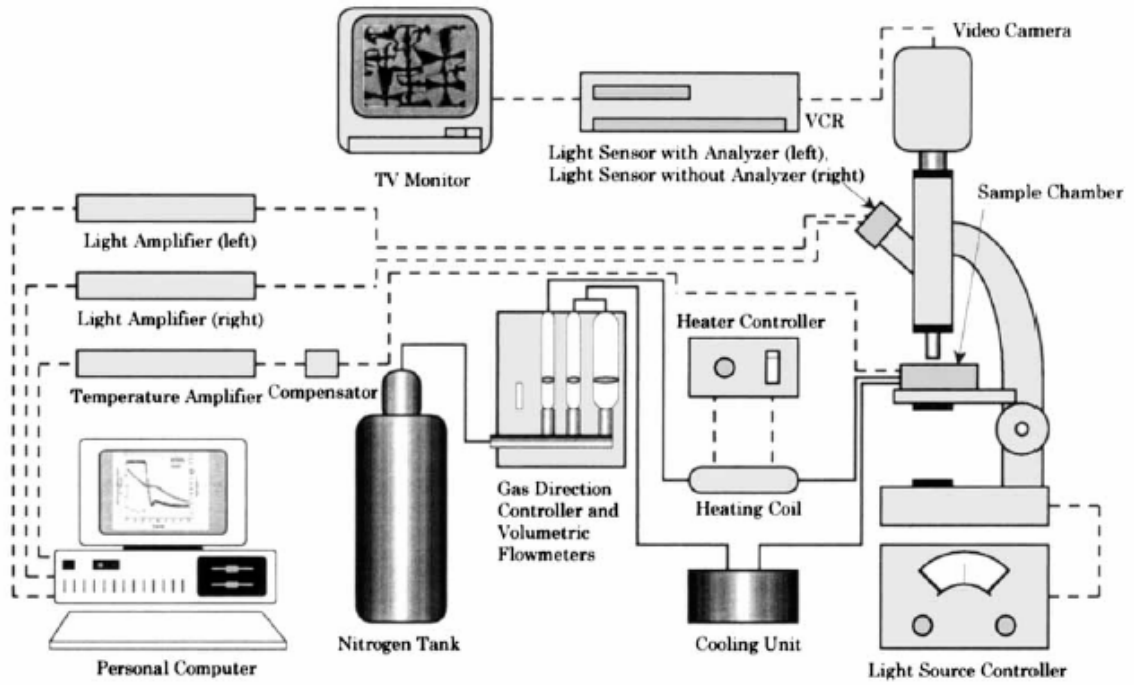 Video Camera
VCR
TV Monitor
Light Sensor with Analyzer (left),
Light Sensor without Analyzer (right)
Sample Chamber
Light Amplifier (left)
Light Amplifier (right)
Heater Controller
Temperature Amplifier
Compensator
Gas Direction
Controller and
Volumetric
Flowmeters
Heating Coil
Nitrogen Tank
Cooling Unit
Personal Computer
Light Source Controller